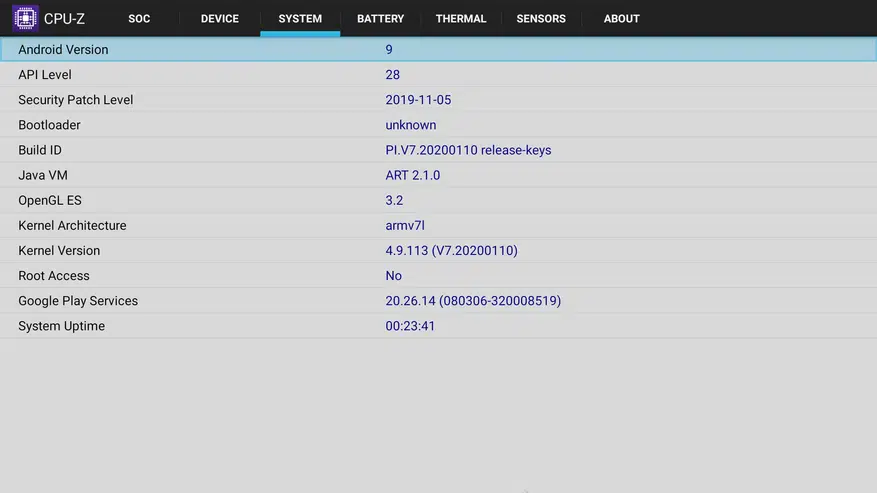 CPU-Z SOC DEVICE SYSTEM BATTERY THERMAL SENSORS ABOUT
Android Version 9
API Level 28
Security Patch Level 2019-11-05
Bootloader unknown
Build ID PI.V7.20200110 release-keys
Java VM ART 2.1.0
OpenGL ES 3.2
Kernel Architecture armv7l
Kernel Version 4.9.113 (V7.20200110)
Root Access No
Google Play Services 20.26.14 (080306-320008519)
System Uptime 00:23:41